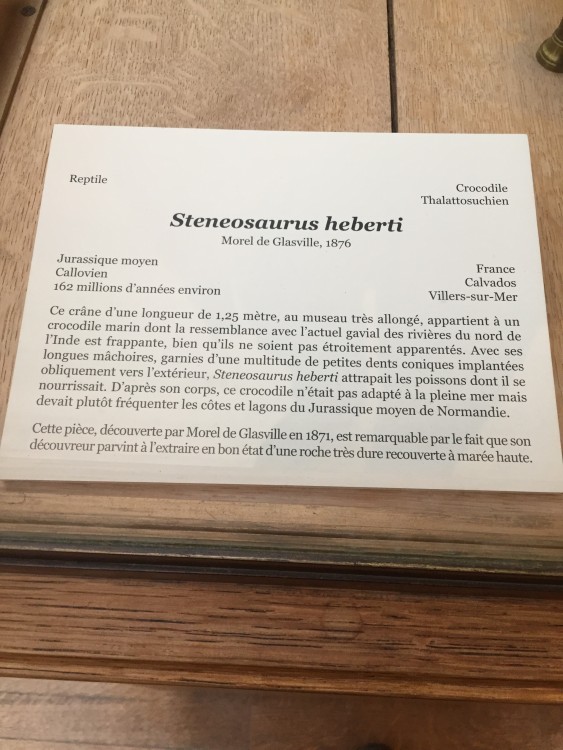 Reptile
Crocodile
Thalattosuchien
Steneosaurus heberti
Morel de Glasville, 1876
Jurassique moyen
Callovien
162 millions d'années environ
France
Calvados
Villers-sur-Mer
Ce crâne d'une longueur de 1,25 mètre, au museau très allongé, appartient à un
crocodile marin dont la ressemblance avec l'actuel gavial des rivières du nord de
l'Inde est frappante, bien qu'ils ne soient pas étroitement apparentés. Avec ses
longues mâchoires, garnies d'une multitude de petites dents coniques implantées
obliquement vers l'extérieur, Steneosaurus heberti attrapait les poissons dont il se
nourrissait. D'après son corps, ce crocodile n'était pas adapté à la pleine mer mais
devait plutôt fréquenter les côtes et lagons du Jurassique moyen de Normandie.
Cette pièce, découverte par Morel de Glasville en 1871, est remarquable par le fait que son
découvreur parvint à l'extraire en bon état d'une roche très dure recouverte à marée haute.